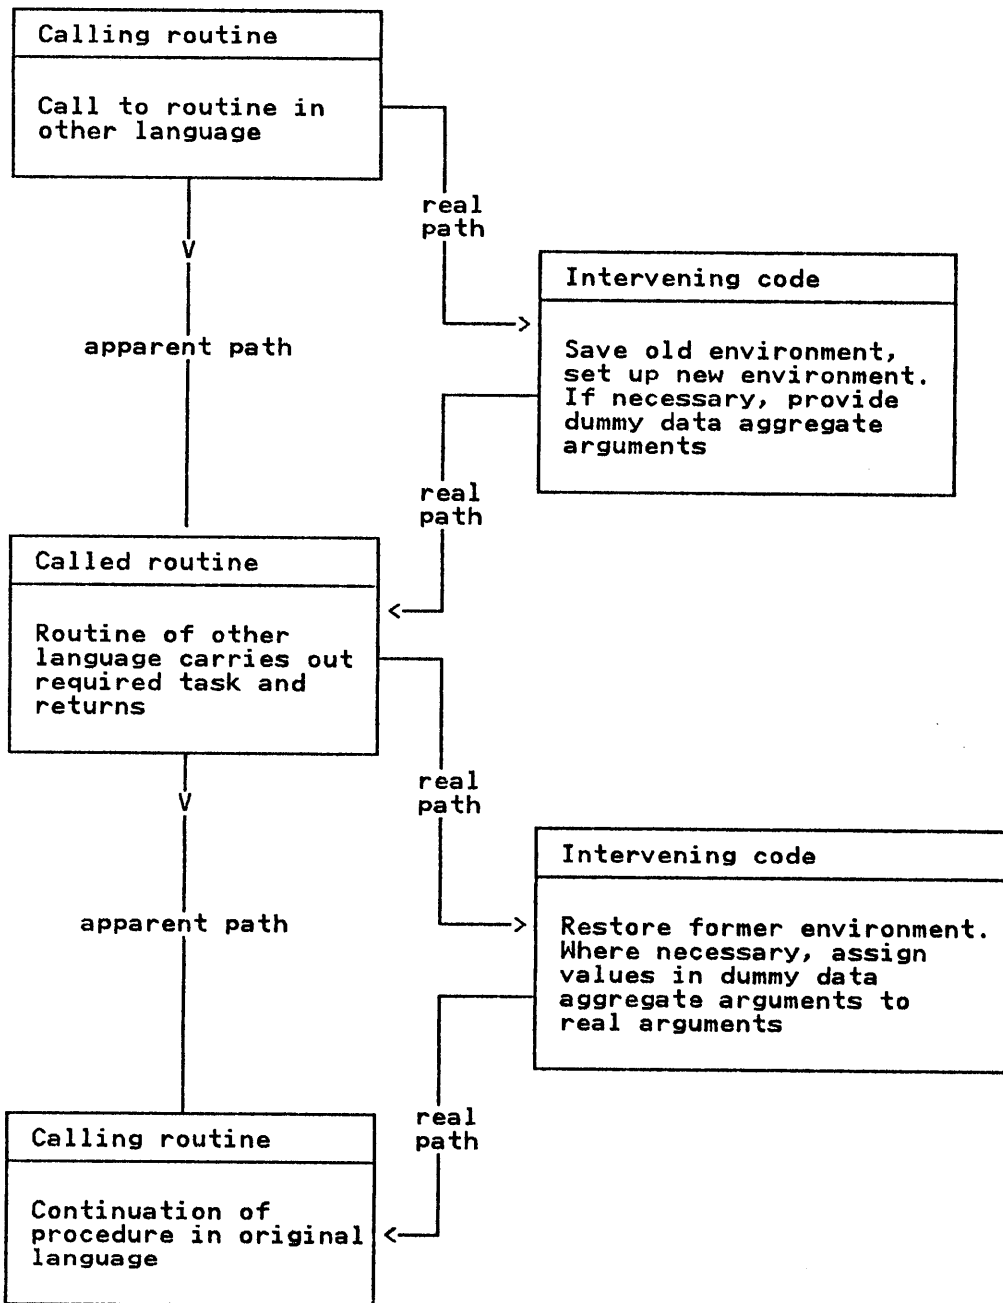 Calling routine
Call to routine in
other language
real
path
Intervening code
apparent path
Save old environment,
set up new environment.
If necessary, provide
dummy data aggregate
arguments
real
path
Called routine
Routine of other
language carries out
required task and
returns
real
path
Intervening code
apparent path
Restore former environment.
Where necessary, assign
values in dummy data
aggregate arguments to
real arguments
real
path
Calling routine
Continuation of
procedure in original
language